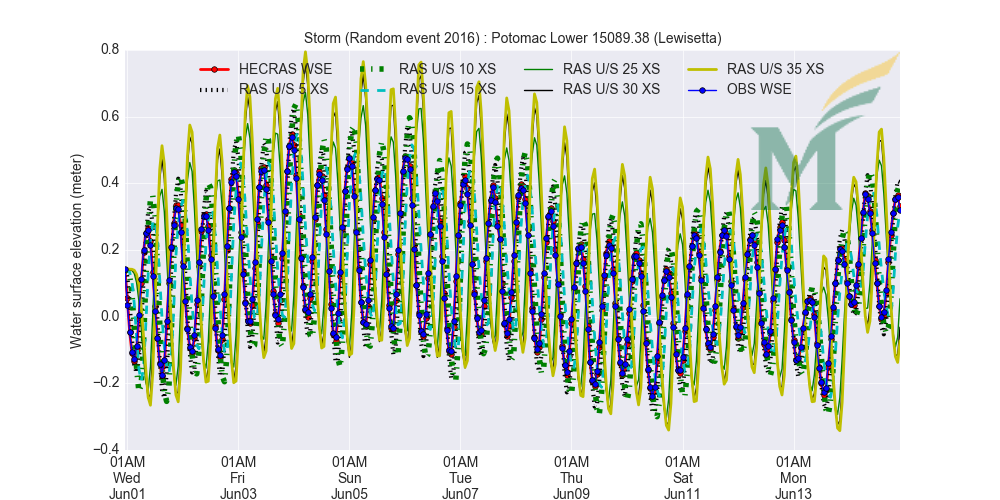 Storm (Random event 2016) : Potomac Lower 15089.38 (Lewisetta)
0.8
0.6
0.4
0.2
0.0
−0.2
−0.4
Water surface elevation (meter)
HECRAS WSE
RAS U/S 5 XS
RAS U/S 10 XS
RAS U/S 15 XS
RAS U/S 25 XS
RAS U/S 30 XS
RAS U/S 35 XS
OBS WSE
M
01AM 01AM 01AM 01AM 01AM 01AM 01AM
Wed Fri Sun Tue Thu Sat Mon
Jun01 Jun03 Jun05 Jun07 Jun09 Jun11 Jun13